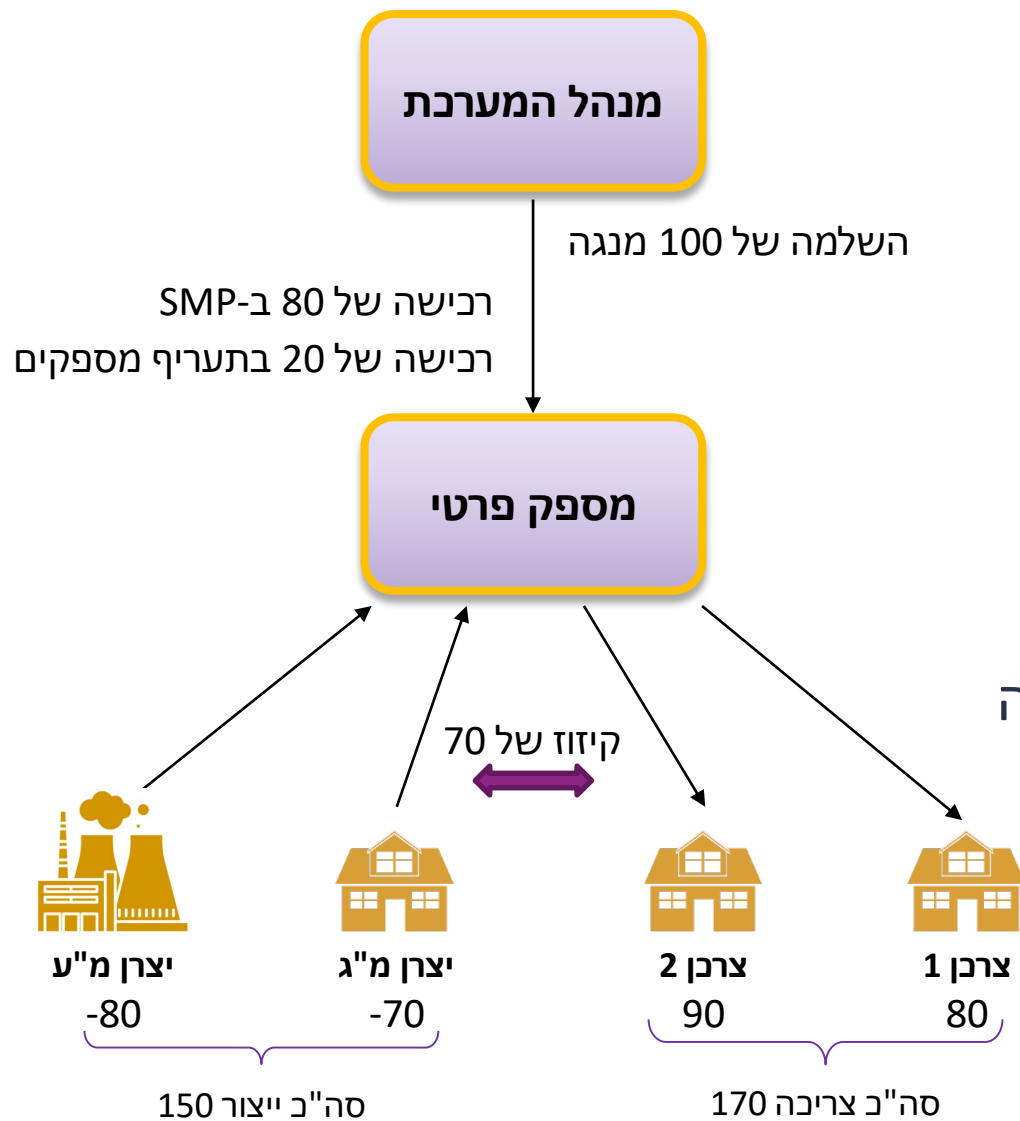 מנהל המערכת
השלמה של 100 מנגה
רכישה של 80 ב-SMP
רכישה של 20 בתעריף מספקים
מספק פרטי
ה
קיזוז של 70
צרכן 1
צרכן 2
יצרן מ"ג
יצרן מ"ע
80
90
-70
-80
סה"כ צריכה 170
סה"כ ייצור 150